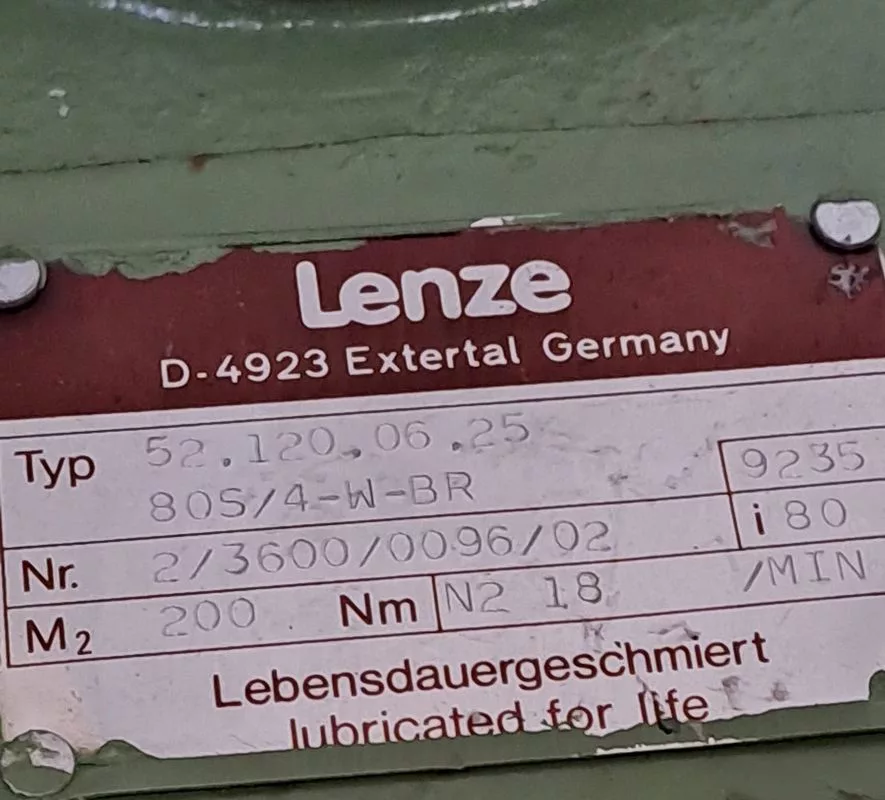 Lenze
D-4923 Extertal Germany
Typ 52.120.06.25
80S/4-W-BR 9235
Nr. 2/3600/0096/02 i 80
M2 200 Nm N2 18 /MIN
Lebensdauergeschmiert
lubricated for life